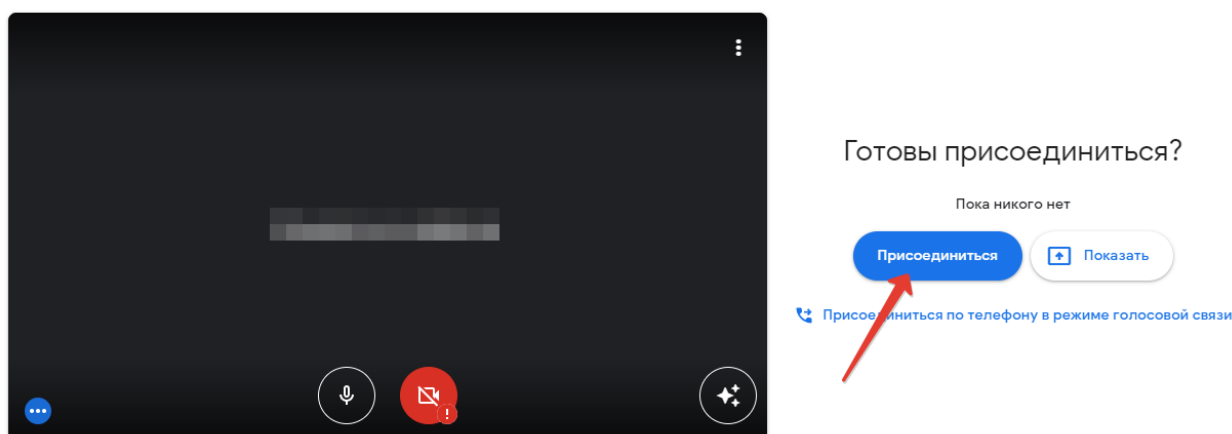 Готовы присоединиться?
Пока никого нет
Присоединиться
Показать
Присоединиться по телефону в режиме голосовой связи